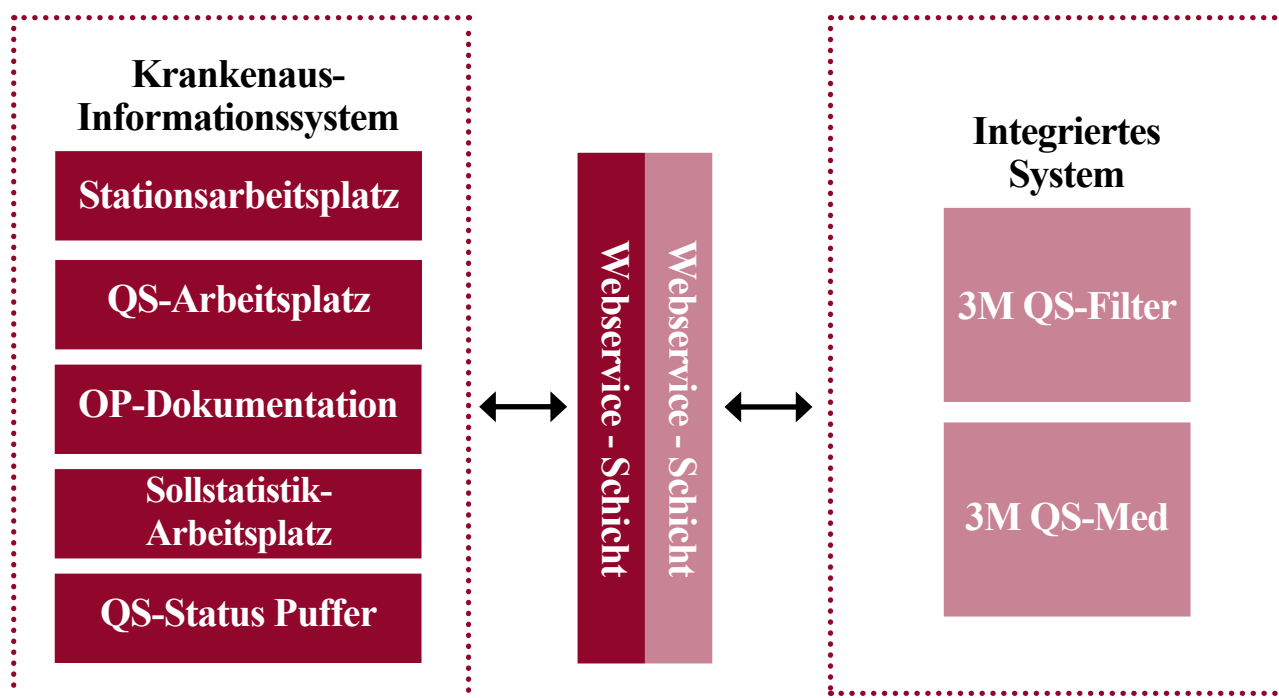 Krankenaus-
Informationssystem
Stationsarbeitsplatz
QS-Arbeitsplatz
OP-Dokumentation
Sollstatistik-
Arbeitsplatz
QS-Status Puffer
Webservice - Schicht
Webservice - Schicht
Integriertes
System
3M QS-Filter
3M QS-Med